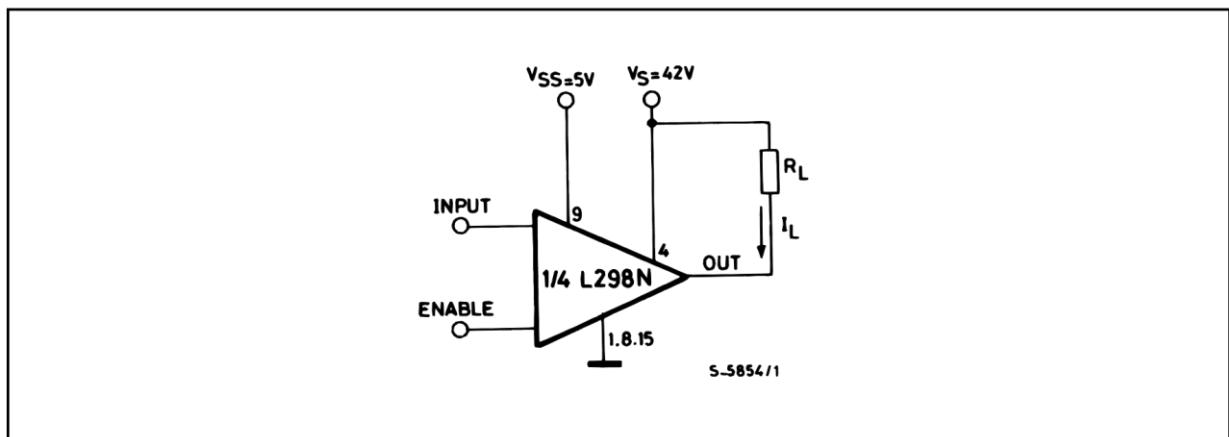 VSS=5V
VS=42V
RL
INPUT
9
IL
4
OUT
1/4 L298N
ENABLE
1.8.15
S-5854/1